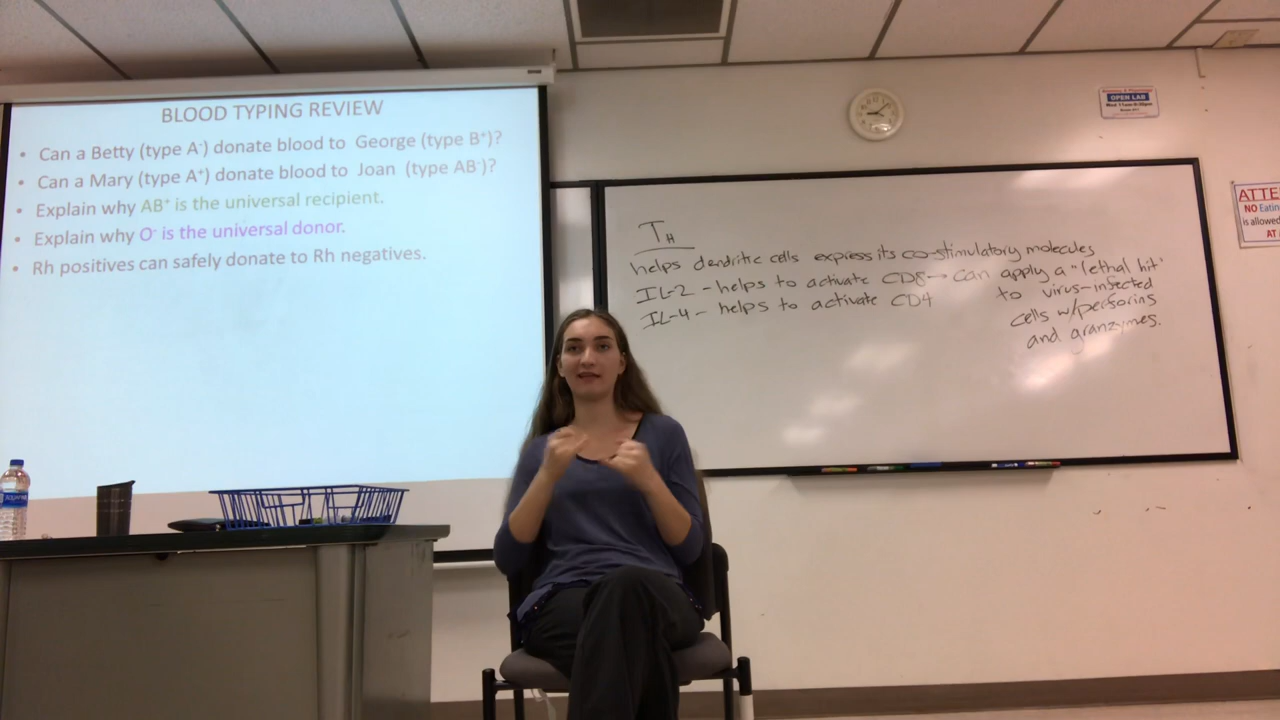 BLOOD TYPING REVIEW
• Can a Betty (type A⁻) donate blood to George (type B⁺)?
• Can a Mary (type A⁺) donate blood to Joan (type AB⁻)?
• Explain why AB⁺ is the universal recipient.
• Explain why O⁻ is the universal donor.
• Rh positives can safely donate to Rh negatives.
TH
helps dendritic cells express its co-stimulatory molecules
IL-2 - helps to activate CD8→ can apply a "lethal hit"
to virus-infected
IL-4 - helps to activate CD4
cells w/perforins
and granzymes.
OPEN LAB
ATTE
NO Eatin
is allowed
AT